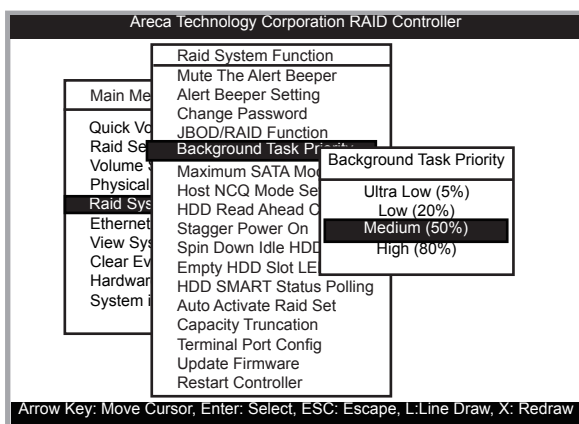 Areca Technology Corporation RAID Controller
Raid System Function
Mute The Alert Beeper
Alert Beeper Setting
Change Password
JBOD/RAID Function
Background Task Priority
Maximum SATA Mo
Host NCQ Mode Se
HDD Read Ahead C
Stagger Power On
Spin Down Idle HDD
Empty HDD Slot LE
HDD SMART Status Polling
Auto Activate Raid Set
Capacity Truncation
Terminal Port Config
Update Firmware
Restart Controller
Main Me
Quick Vo
Raid Se
Volume
Physical
Raid Sys
Ethernet
View Sys
Clear Ev
Hardwar
System i
Background Task Priority
Ultra Low (5%)
Low (20%)
Medium (50%)
High (80%)
Arrow Key: Move Cursor, Enter: Select, ESC: Escape, L:Line Draw, X: Redraw